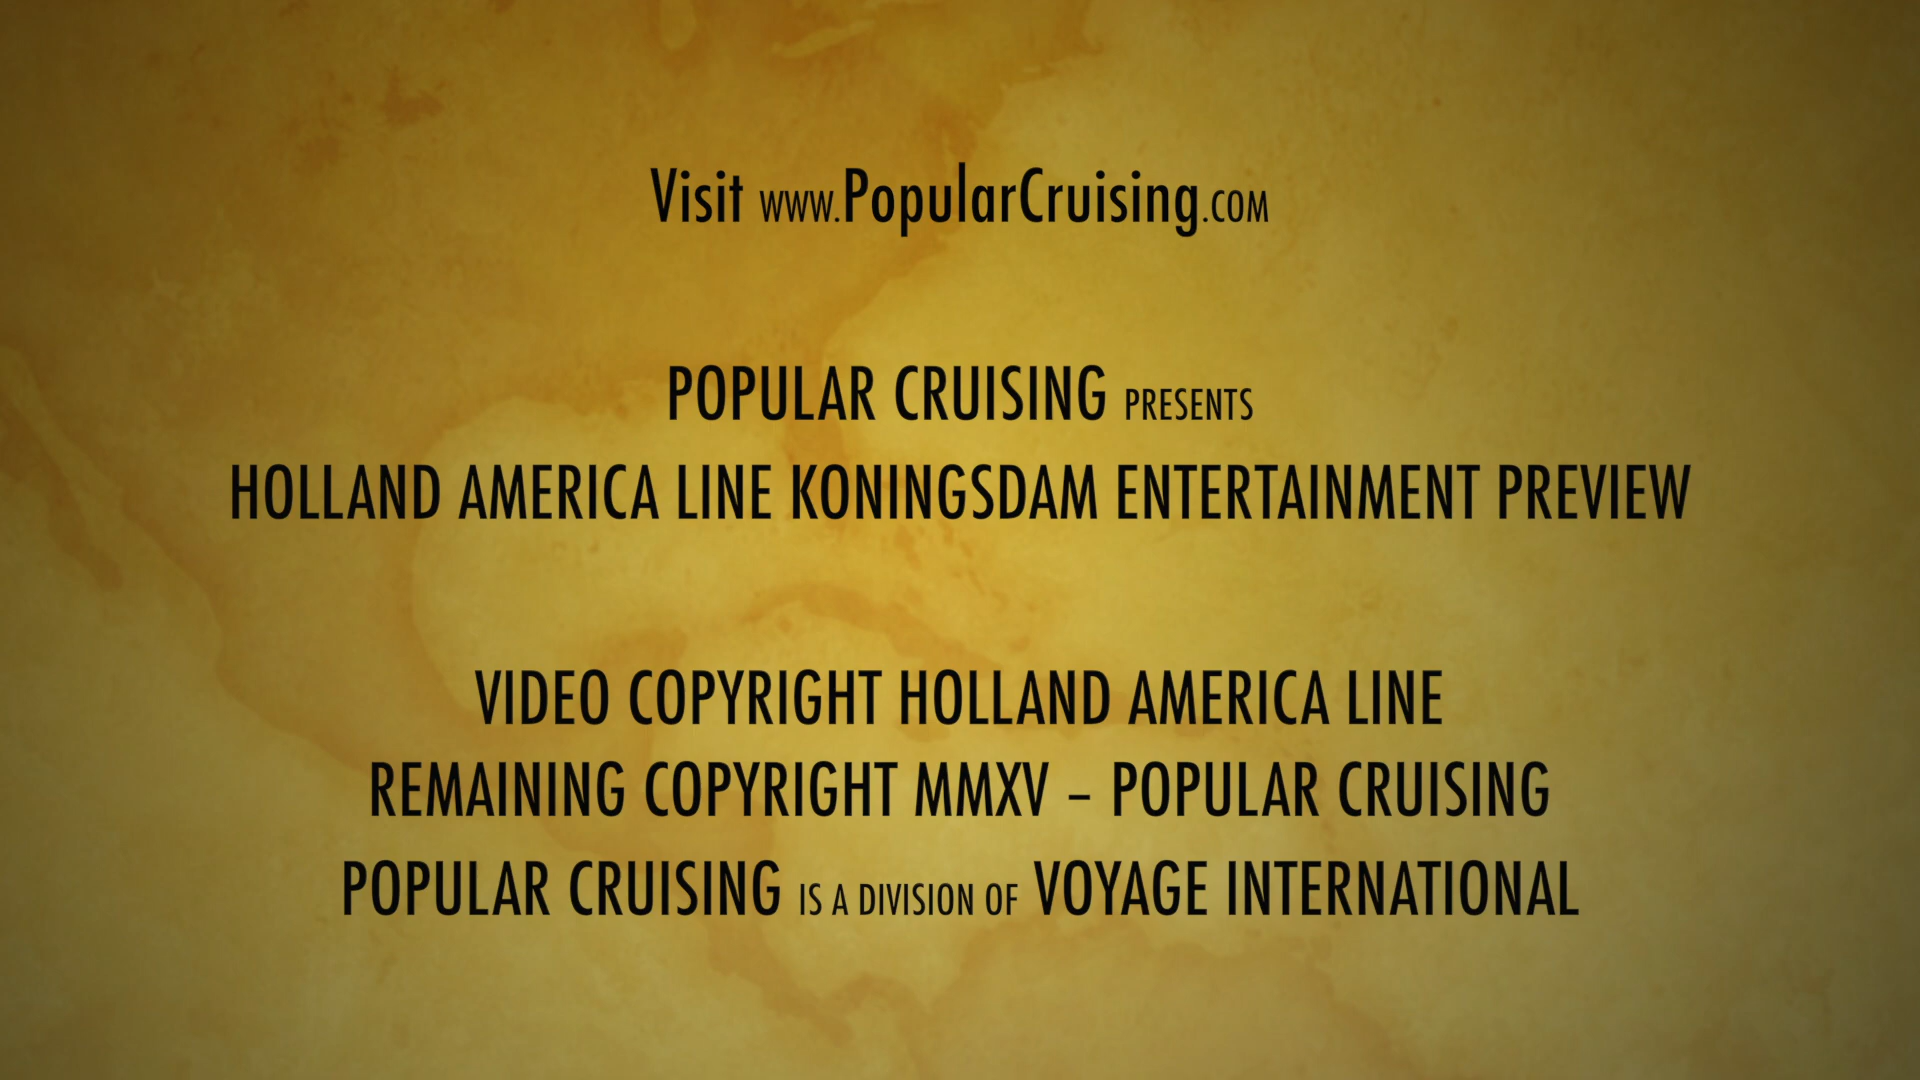 Visit www.PopularCruising.com
POPULAR CRUISING PRESENTS
HOLLAND AMERICA LINE KONINGSDAM ENTERTAINMENT PREVIEW
VIDEO COPYRIGHT HOLLAND AMERICA LINE
REMAINING COPYRIGHT MMXV – POPULAR CRUISING
POPULAR CRUISING IS A DIVISION OF VOYAGE INTERNATIONAL